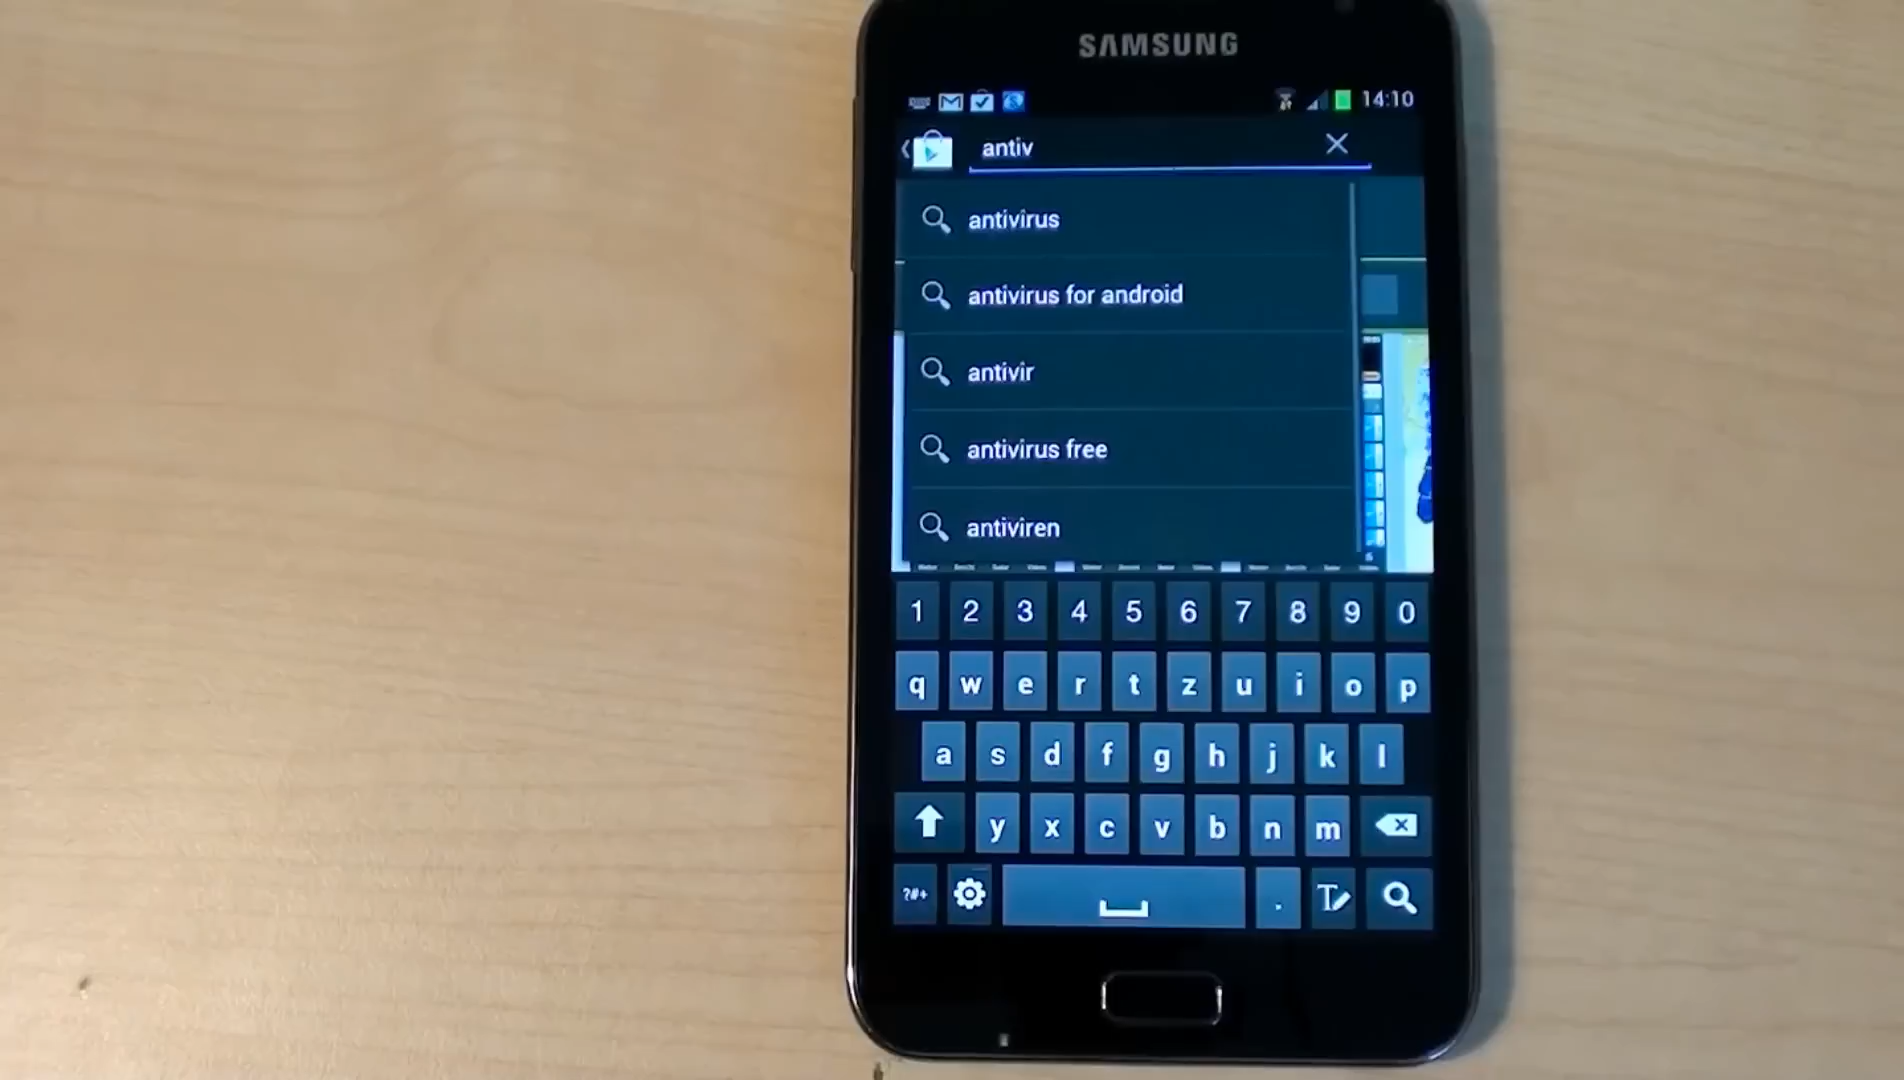 SAMSUNG
14:10
antiv
antivirus
antivirus for android
antivir
antivirus free
antiviren
1 2 3 4 5 6 7 8 9 0
q w e r t z u i o p
a s d f g h j k l
y x c v b n m
?#+ . T